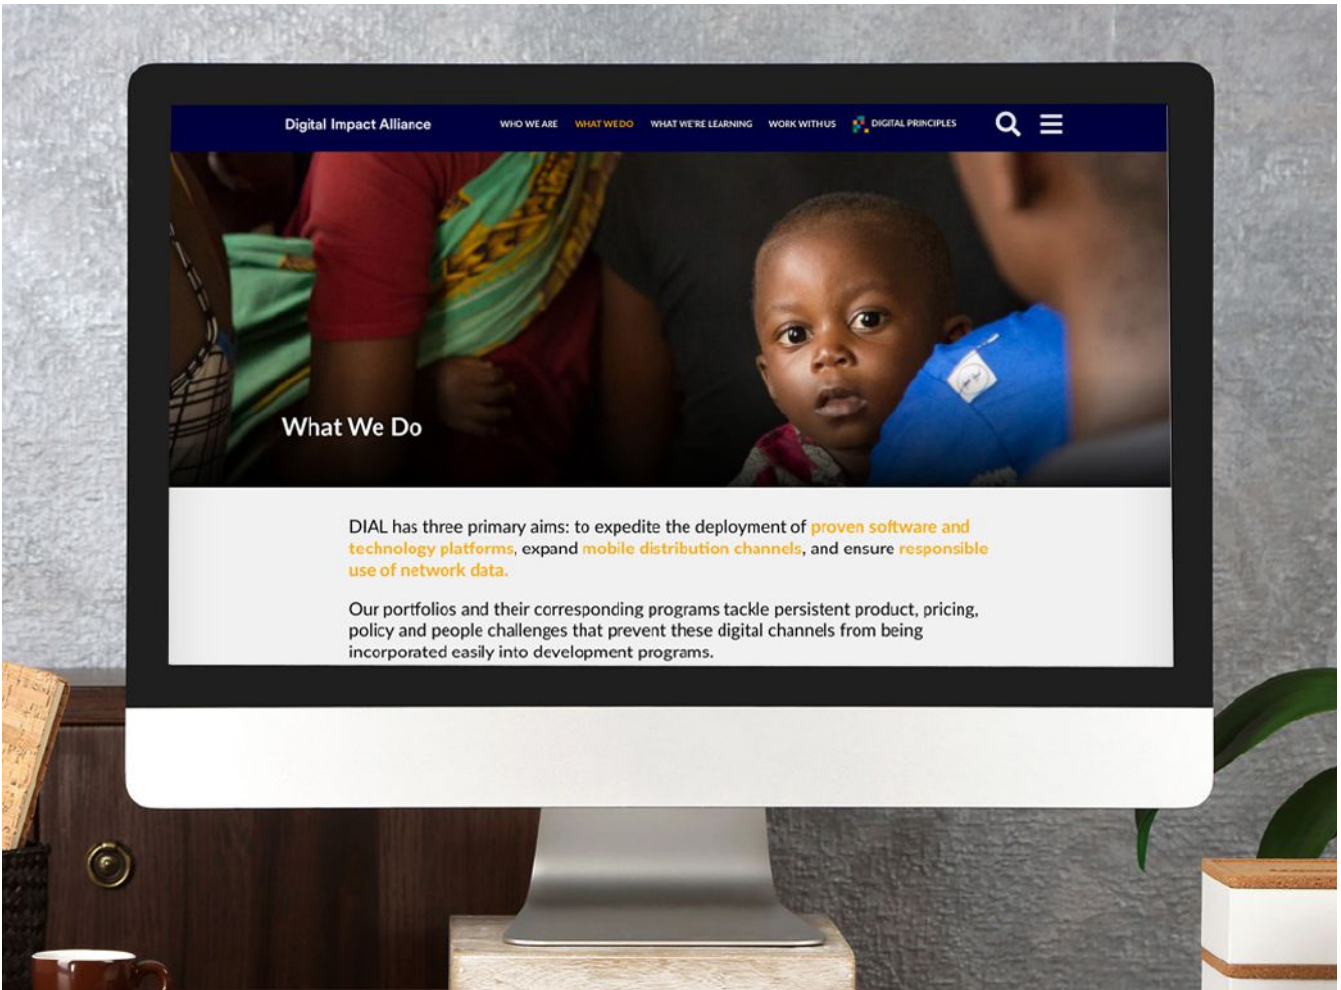 Digital Impact Alliance
WHO WE ARE
WHAT WE DO
WHAT WE'RE LEARNING
WORK WITH US
DIGITAL PRINCIPLES
What We Do
DIAL has three primary aims: to expedite the deployment of proven software and
technology platforms, expand mobile distribution channels, and ensure responsible
use of network data.
Our portfolios and their corresponding programs tackle persistent product, pricing,
policy and people challenges that prevent these digital channels from being
incorporated easily into development programs.